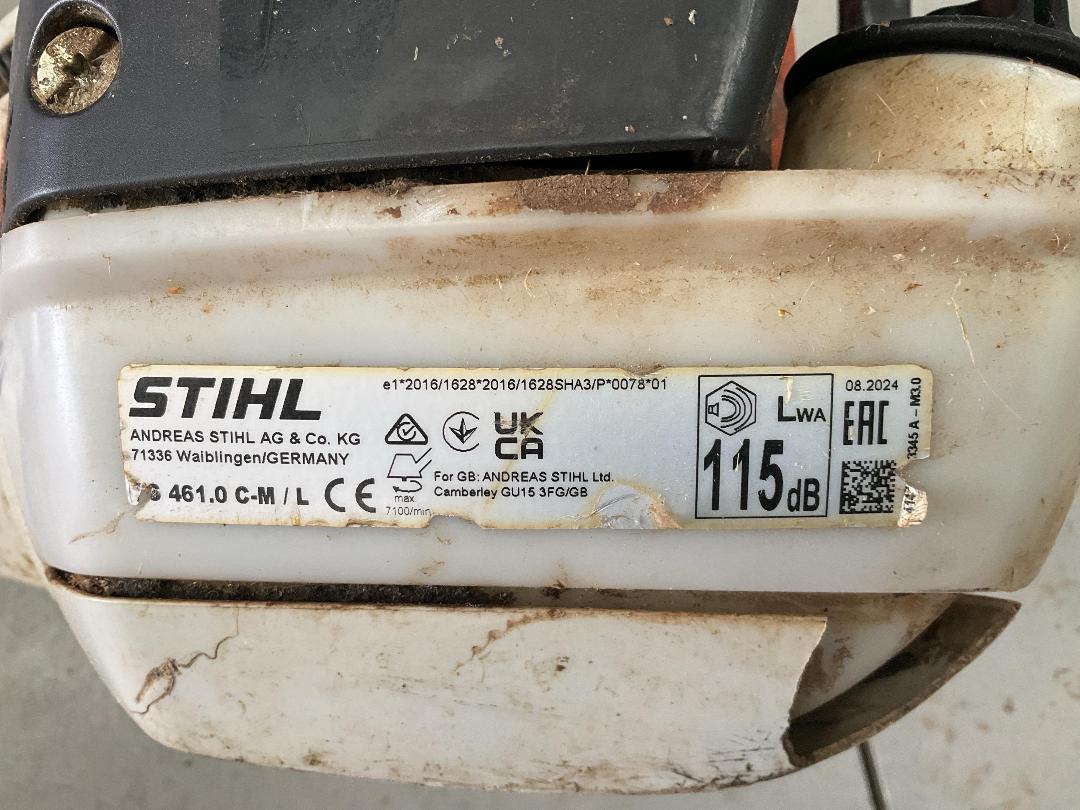 STIHL
ANDREAS STIHL AG & Co. KG
71336 Waiblingen/GERMANY
461.0 C-M / L CE
e1*2016/1628*2016/1628SHA3/P*0078*01
UK
CA
max.
7100/min
For GB: ANDREAS STIHL Ltd.
Camberley GU15 3FG/GB
LWA
115dB
08.2024
EAC
3345 A – M3.0